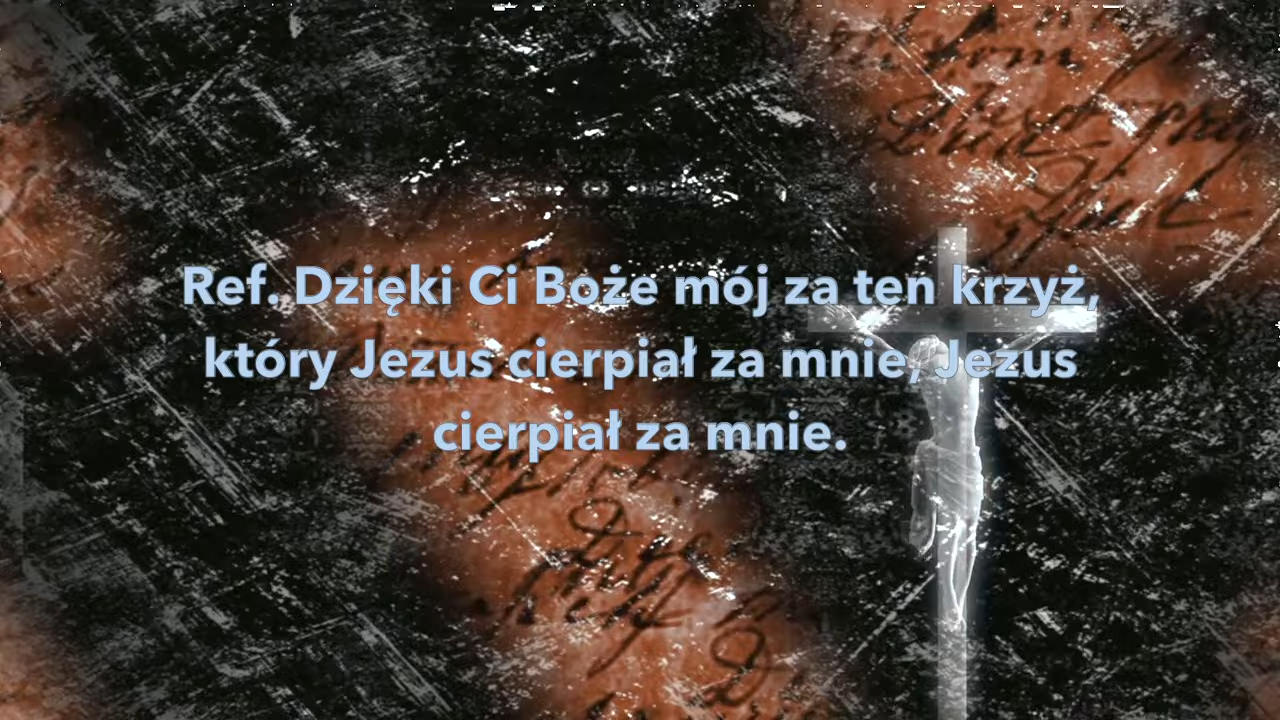 Ref. Dzięki Ci Boże mój za ten krzyż,
który Jezus cierpiał za mnie, Jezus
cierpiał za mnie.